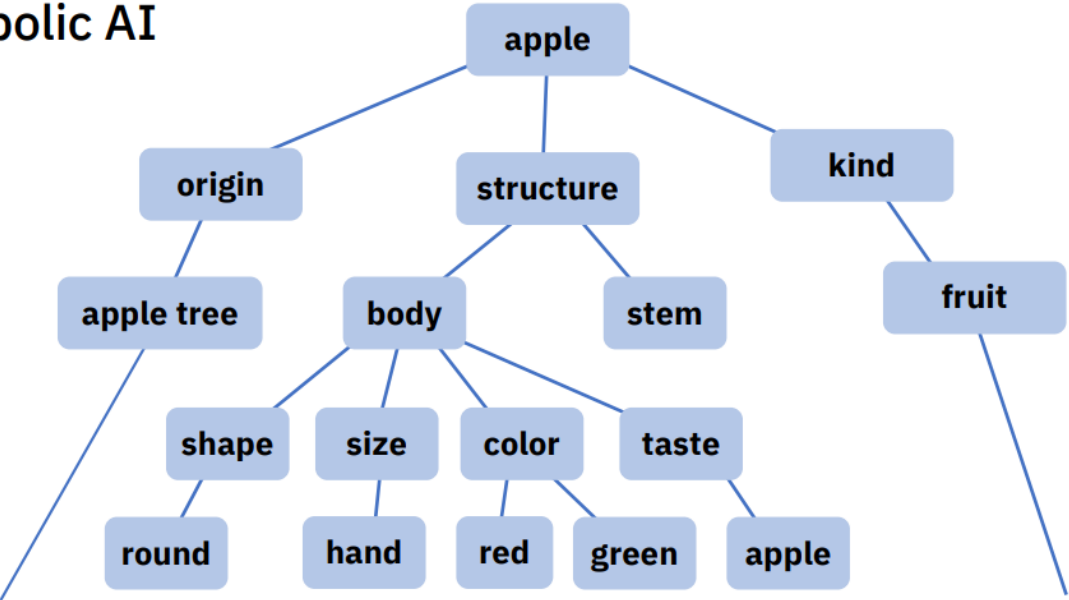 bolic AI
apple
origin
structure
kind
apple tree
body
stem
fruit
shape
size
color
taste
round
hand
red
green
apple